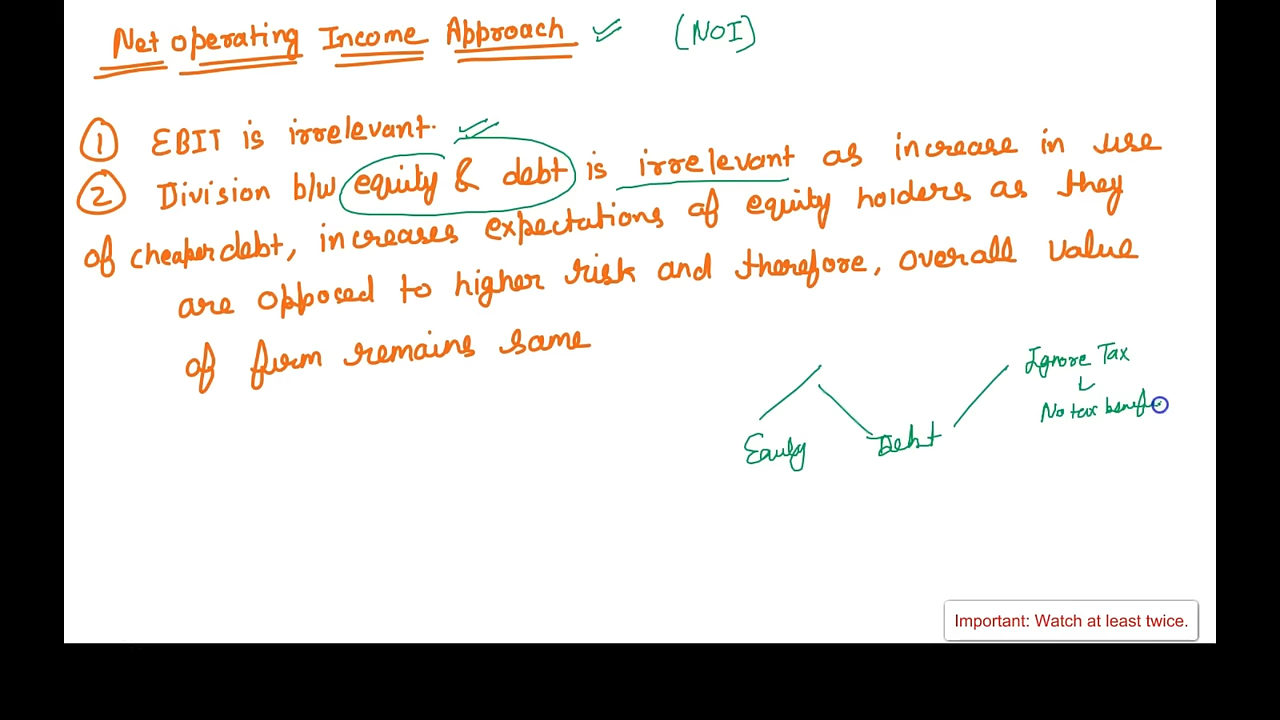 Net operating Income Approach (NOI)
1 EBIT is irrelevant.
2 Division b/w equity & debt is irrelevant as increase in use
of cheaper debt, increases expectations of equity holders as they
are opposed to higher risk and therefore, overall value
of firm remains same
Ignore Tax
No tax benefi
Equity Debt
Important: Watch at least twice.